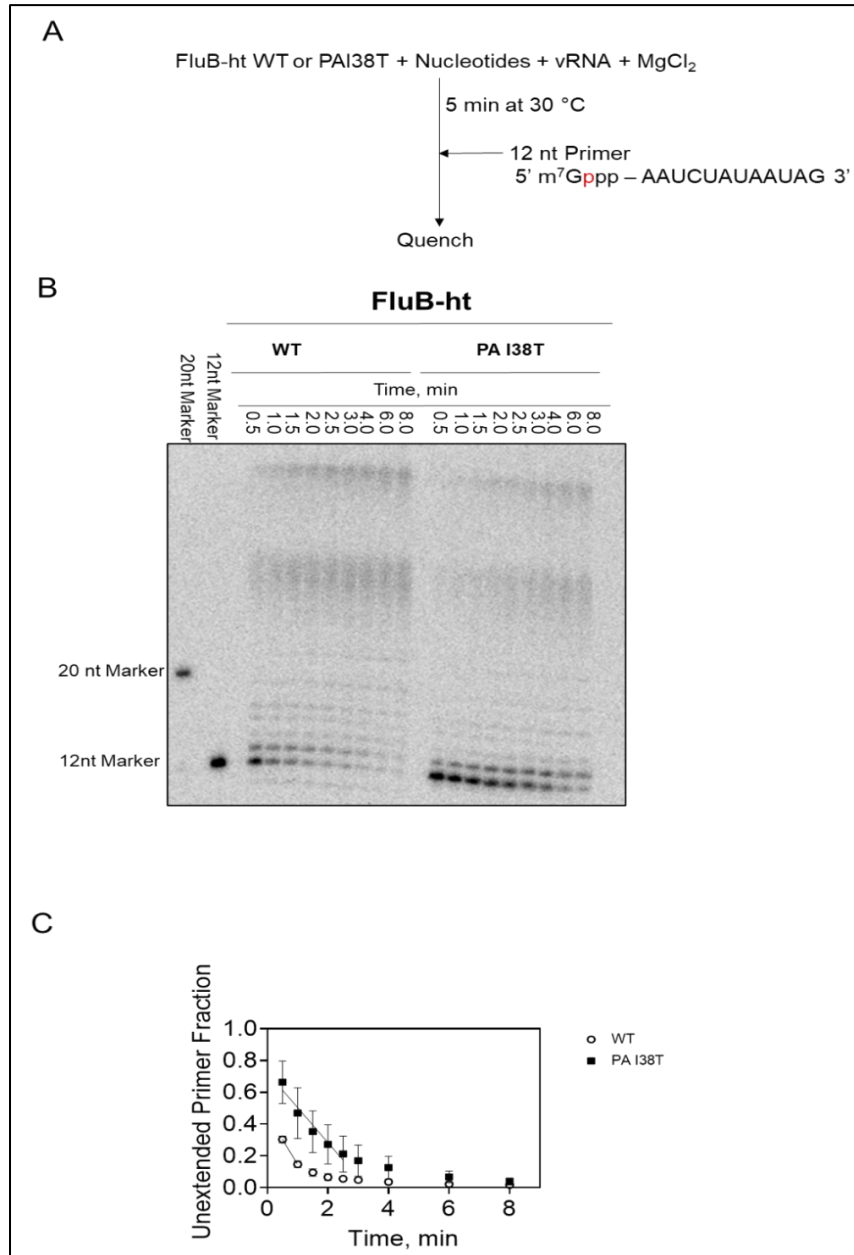 A
FluB-ht WT or PAI38T + Nucleotides + vRNA + MgCl₂
5 min at 30 °C
12 nt Primer
5' m⁷Gppp – AAUCUAUAAUAG 3'
Quench
B
FluB-ht
WT PA I38T
Time, min
20nt Marker 12nt Marker 0.5 1.0 1.5 2.0 2.5 3.0 4.0 6.0 8.0 0.5 1.0 1.5 2.0 2.5 3.0 4.0 6.0 8.0
20 nt Marker
12nt Marker
C
Unextended Primer Fraction
1.0
0.8
0.6
0.4
0.2
0.0
0 2 4 6 8
Time, min
WT
PA I38T